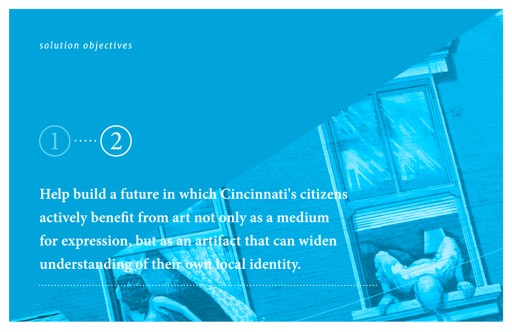 solution objectives
1 ..... 2
Help build a future in which Cincinnati's citizens
actively benefit from art not only as a medium
for expression, but as an artifact that can widen
understanding of their own local identity.